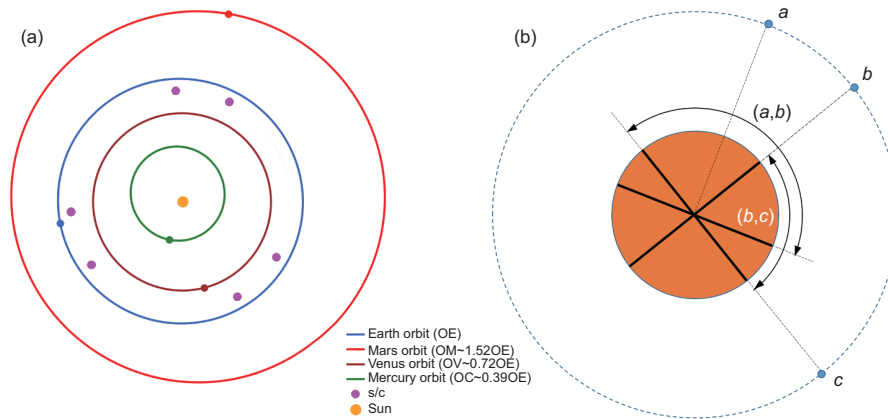 (a)
Earth orbit (OE)
Mars orbit (OM~1.52OE)
Venus orbit (OV~0.72OE)
Mercury orbit (OC~0.39OE)
s/c
Sun
(b)
a
b
(a,b)
(b,c)
c